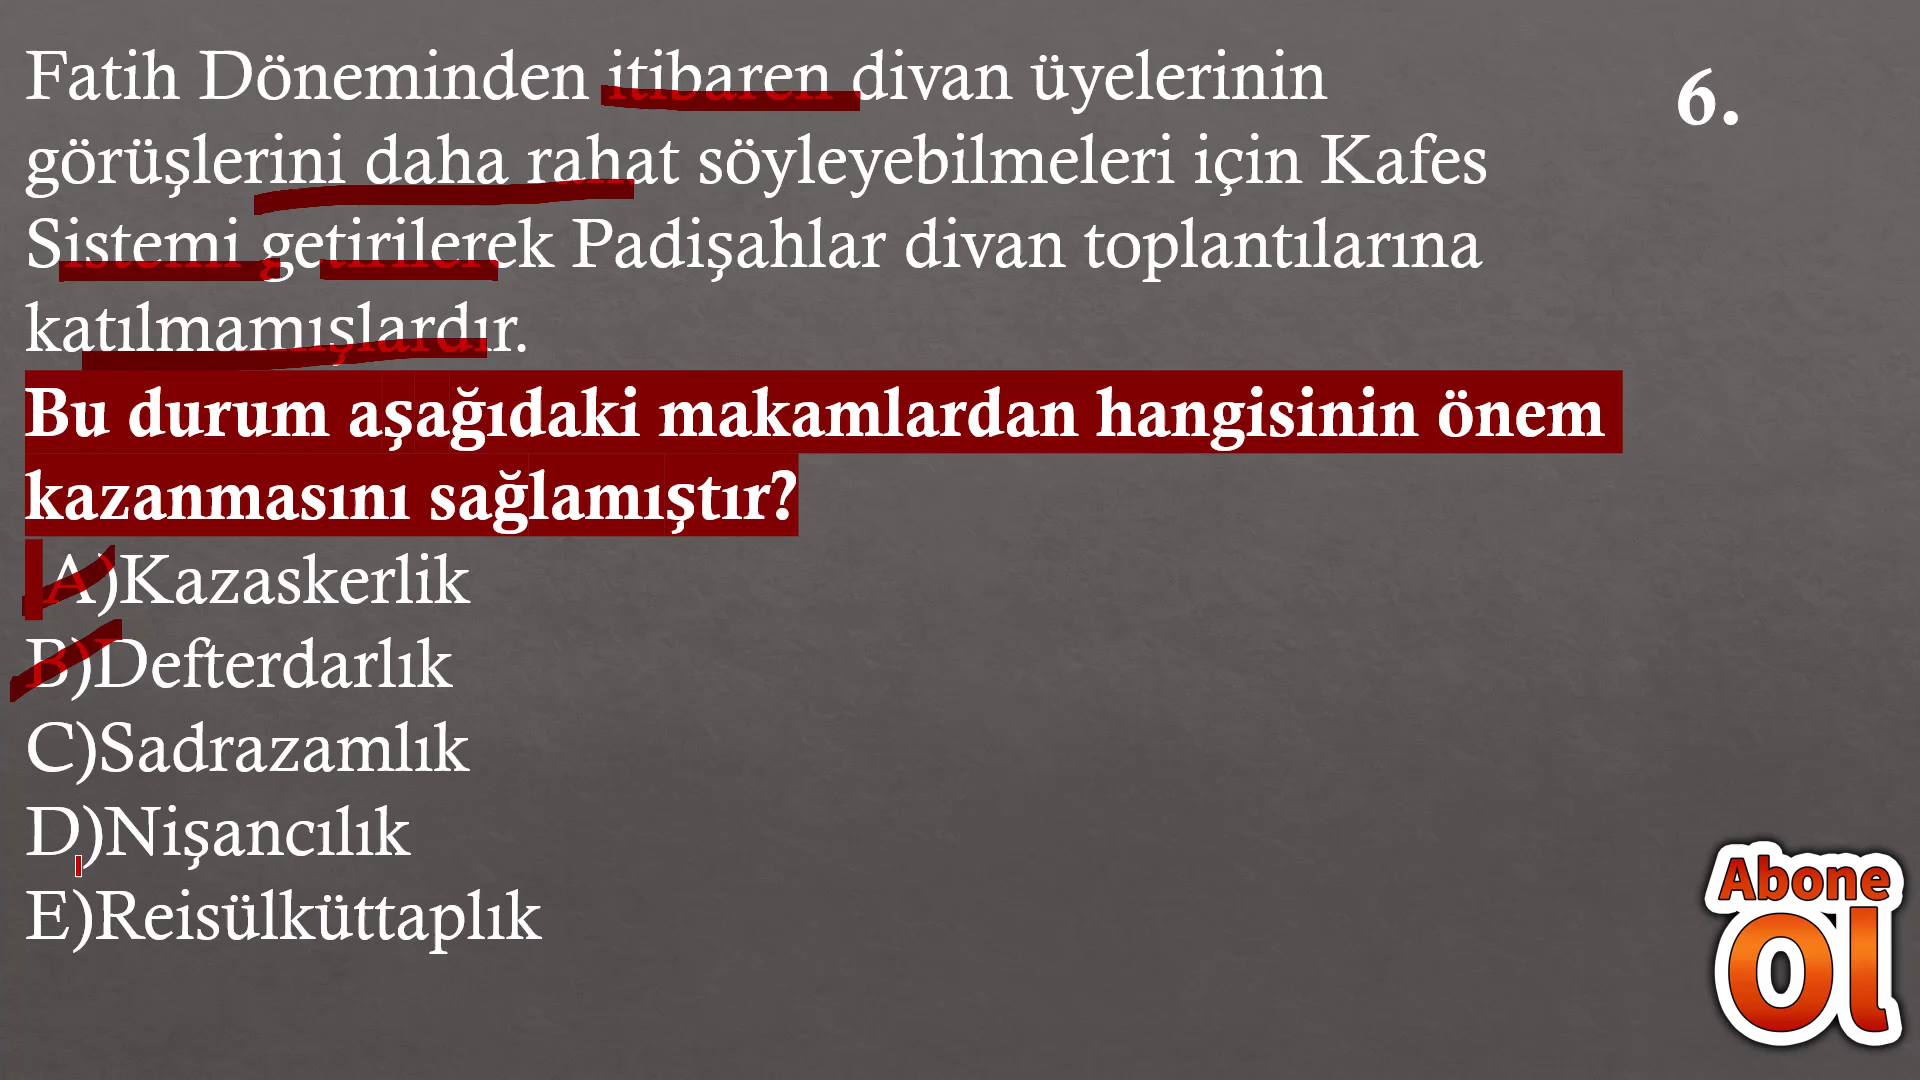 Fatih Döneminden itibaren divan üyelerinin
görüşlerini daha rahat söyleyebilmeleri için Kafes
Sistemi getirilerek Padişahlar divan toplantılarına
katılmamışlardır.
Bu durum aşağıdaki makamlardan hangisinin önem
kazanmasını sağlamıştır?
A)Kazaskerlik
B)Defterdarlık
C)Sadrazamlık
D)Nişancılık
E)Reisülküttaplık
6.
Abone
Ol